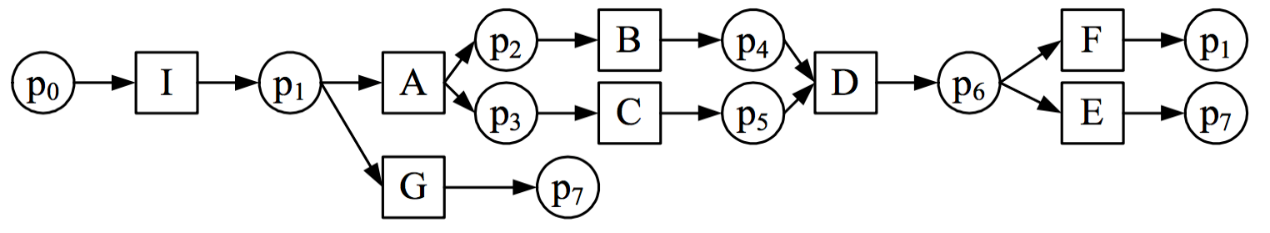 p2 B p4 F p1
p0 I p1 A D p6
p3 C p5 E p7
G p7